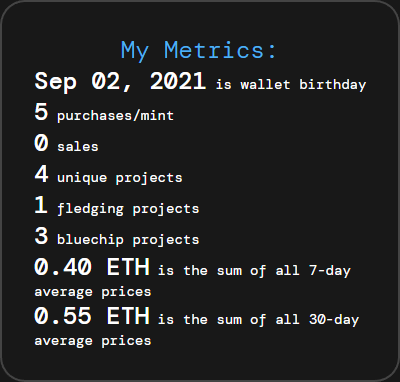 My Metrics:
Sep 02, 2021 is wallet birthday
5 purchases/mint
0 sales
4 unique projects
1 fledging projects
3 bluechip projects
0.40 ETH is the sum of all 7-day
average prices
0.55 ETH is the sum of all 30-day
average prices